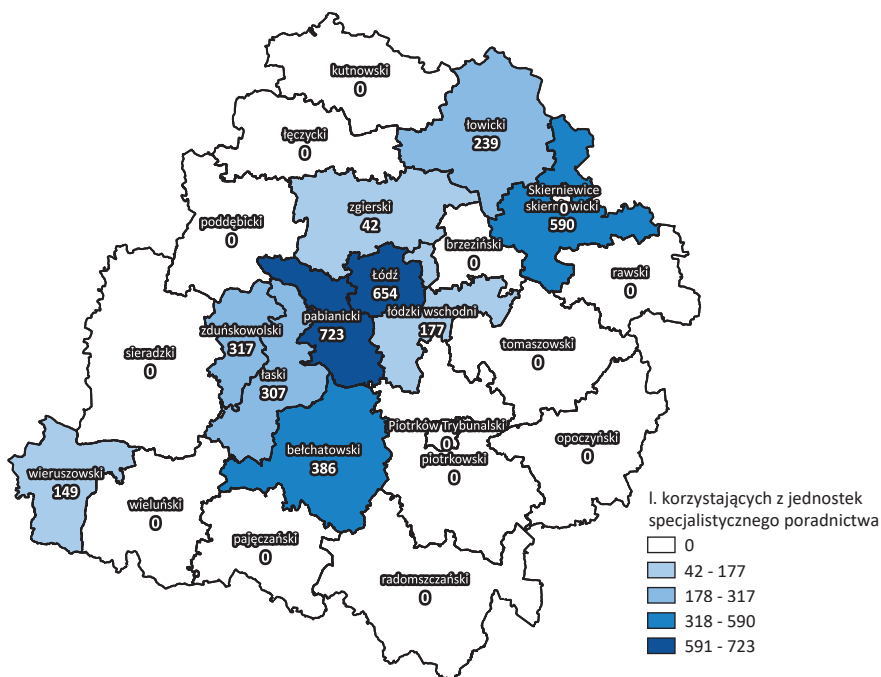 kutnowski
0
łęczycki
0
łowicki
239
Skierniewice
0
skierniewicki
590
poddębicki
0
zgierski
42
brzeziński
0
rawski
0
Łódź
654
pabianicki
723
łódzki wschodni
177
zduńskowolski
317
sieradzki
0
łaski
307
tomaszowski
0
Piotrków Trybunalski
0
piotrkowski
0
opoczyński
0
bełchatowski
386
wieruszowski
149
wieluński
0
pajęczański
0
radomszczański
0
l. korzystających z jednostek
specjalistycznego poradnictwa
0
42 - 177
178 - 317
318 - 590
591 - 723